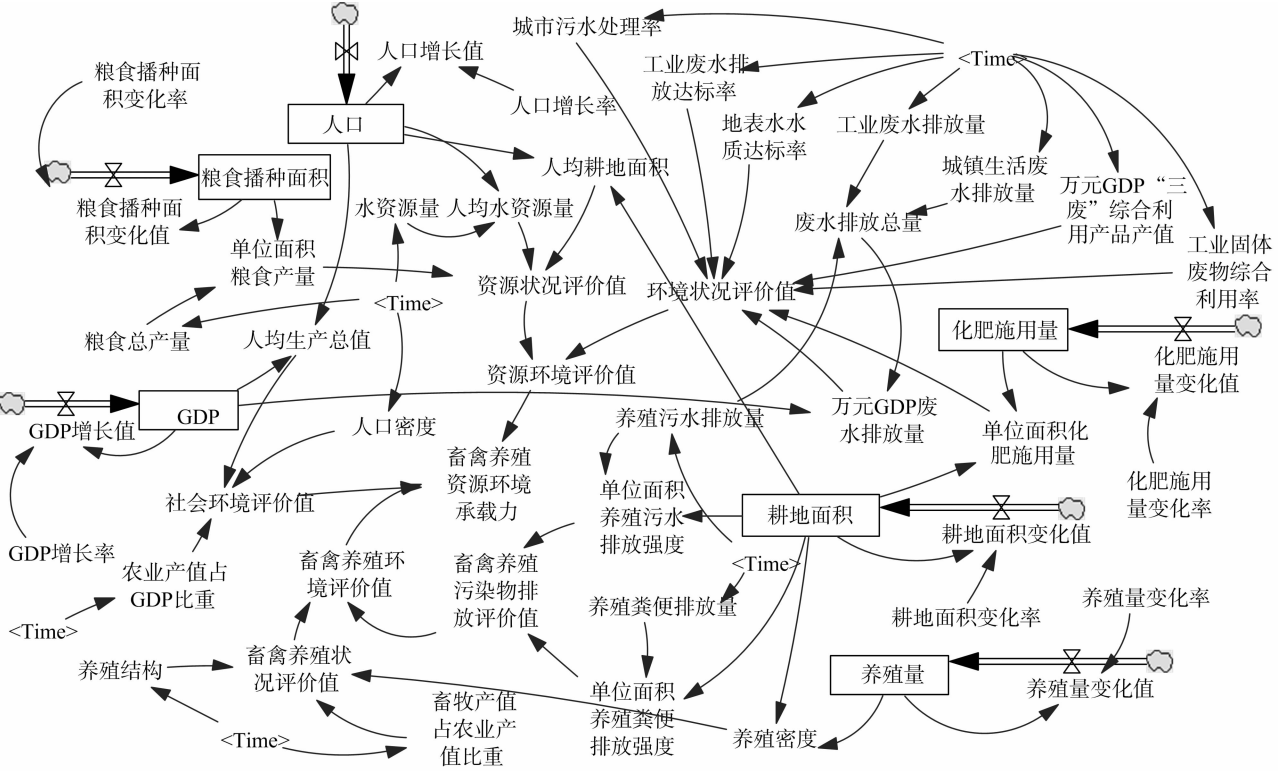 城市污水处理率
人口增长值
<Time>
粮食播种面
积变化率
工业废水排
放达标率
人口增长率
人口
地表水水
质达标率
工业废水排放量
人均耕地面积
城镇生活废
水排放量
粮食播种面积
万元GDP“三
废”综合利
用产品产值
粮食播种面
积变化值
水资源量
人均水资源量
废水排放总量
单位面积
粮食产量
工业固体
废物综合
利用率
资源状况评价值
环境状况评价值
<Time>
粮食总产量
人均生产总值
化肥施用量
化肥施用
量变化值
资源环境评价值
GDP
GDP增长值
人口密度
养殖污水排放量
万元GDP废
水排放量
单位面积化
肥施用量
畜禽养殖
资源环境
承载力
社会环境评价值
单位面积
养殖污水
排放强度
化肥施用
量变化率
耕地面积
耕地面积变化值
GDP增长率
农业产值占
GDP比重
畜禽养殖环
境评价值
畜禽养殖
污染物排
放评价值
<Time>
养殖粪便排放量
耕地面积变化率
养殖量变化率
<Time>
养殖结构
畜禽养殖状
况评价值
养殖量
养殖量变化值
单位面积
养殖粪便
排放强度
畜牧产值
占农业产
值比重
<Time>
养殖密度